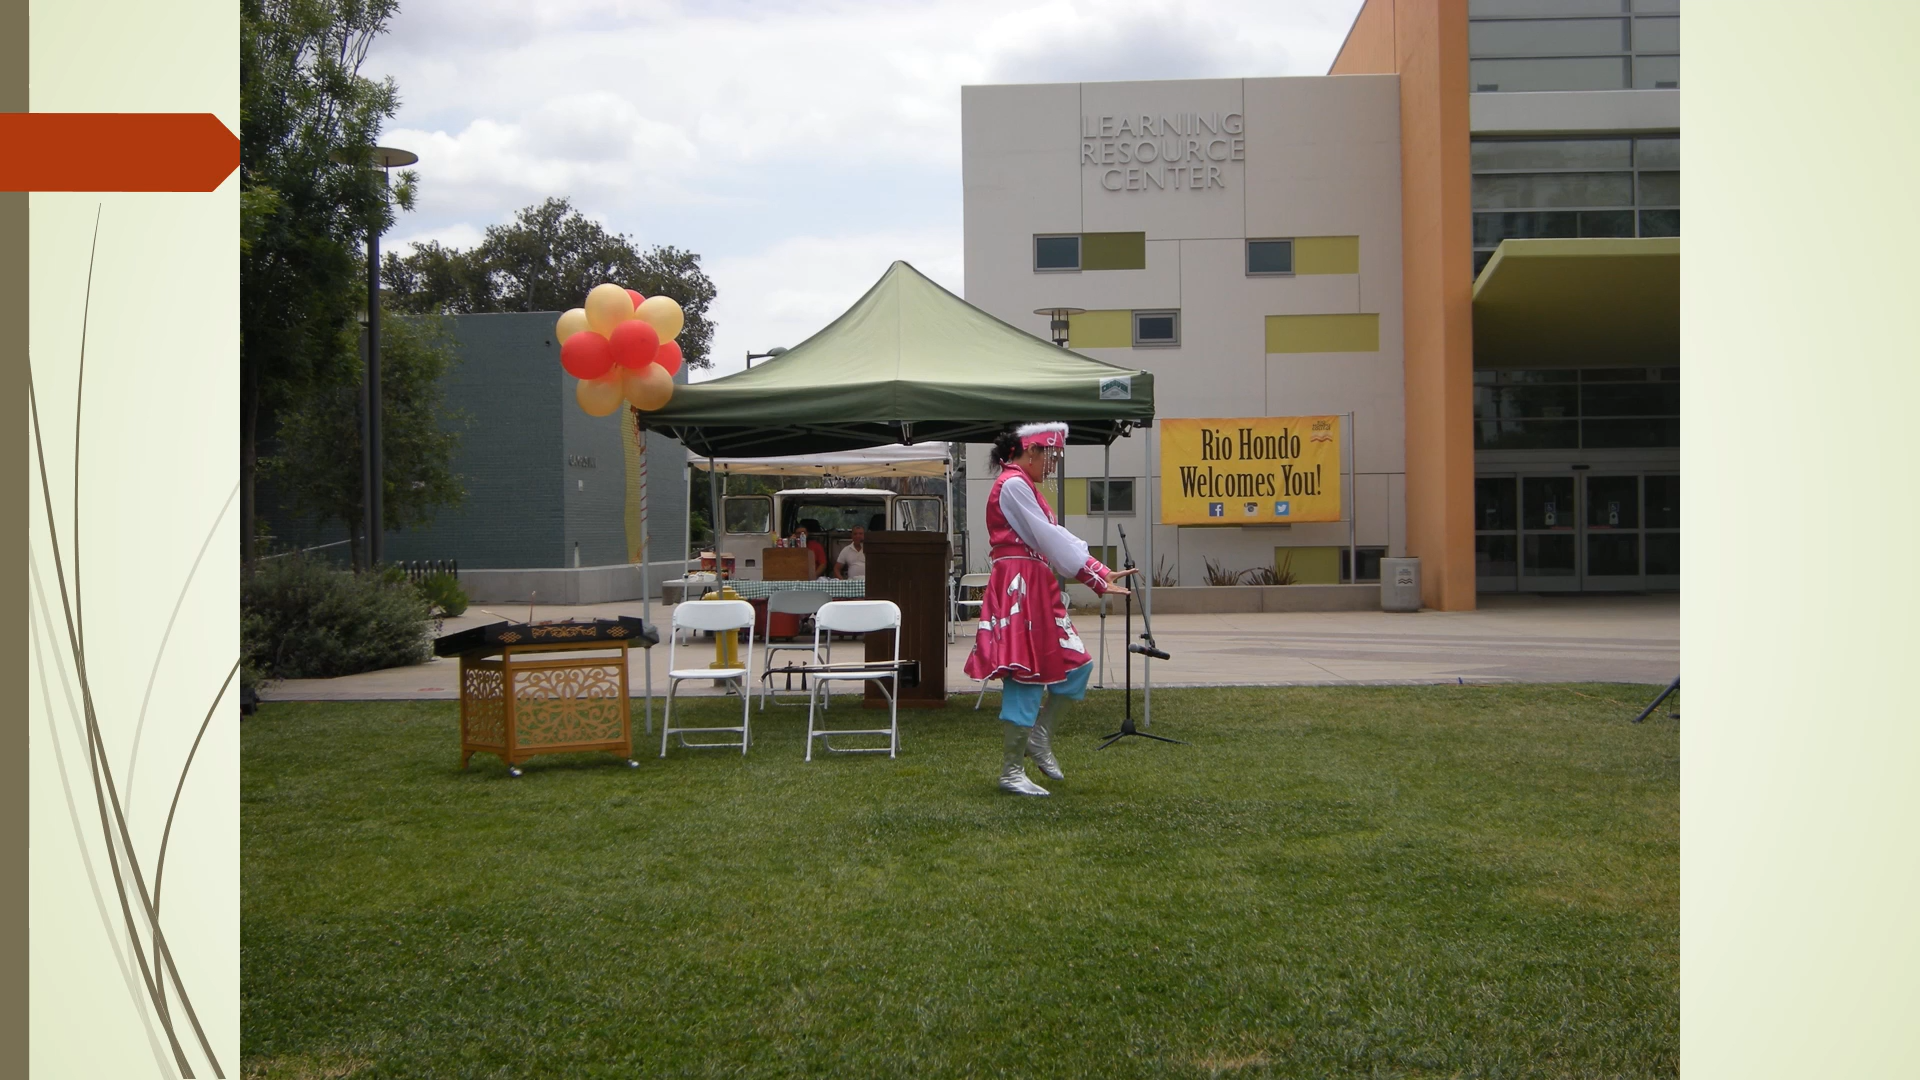 LEARNING
RESOURCE
CENTER
Rio Hondo
Welcomes You!